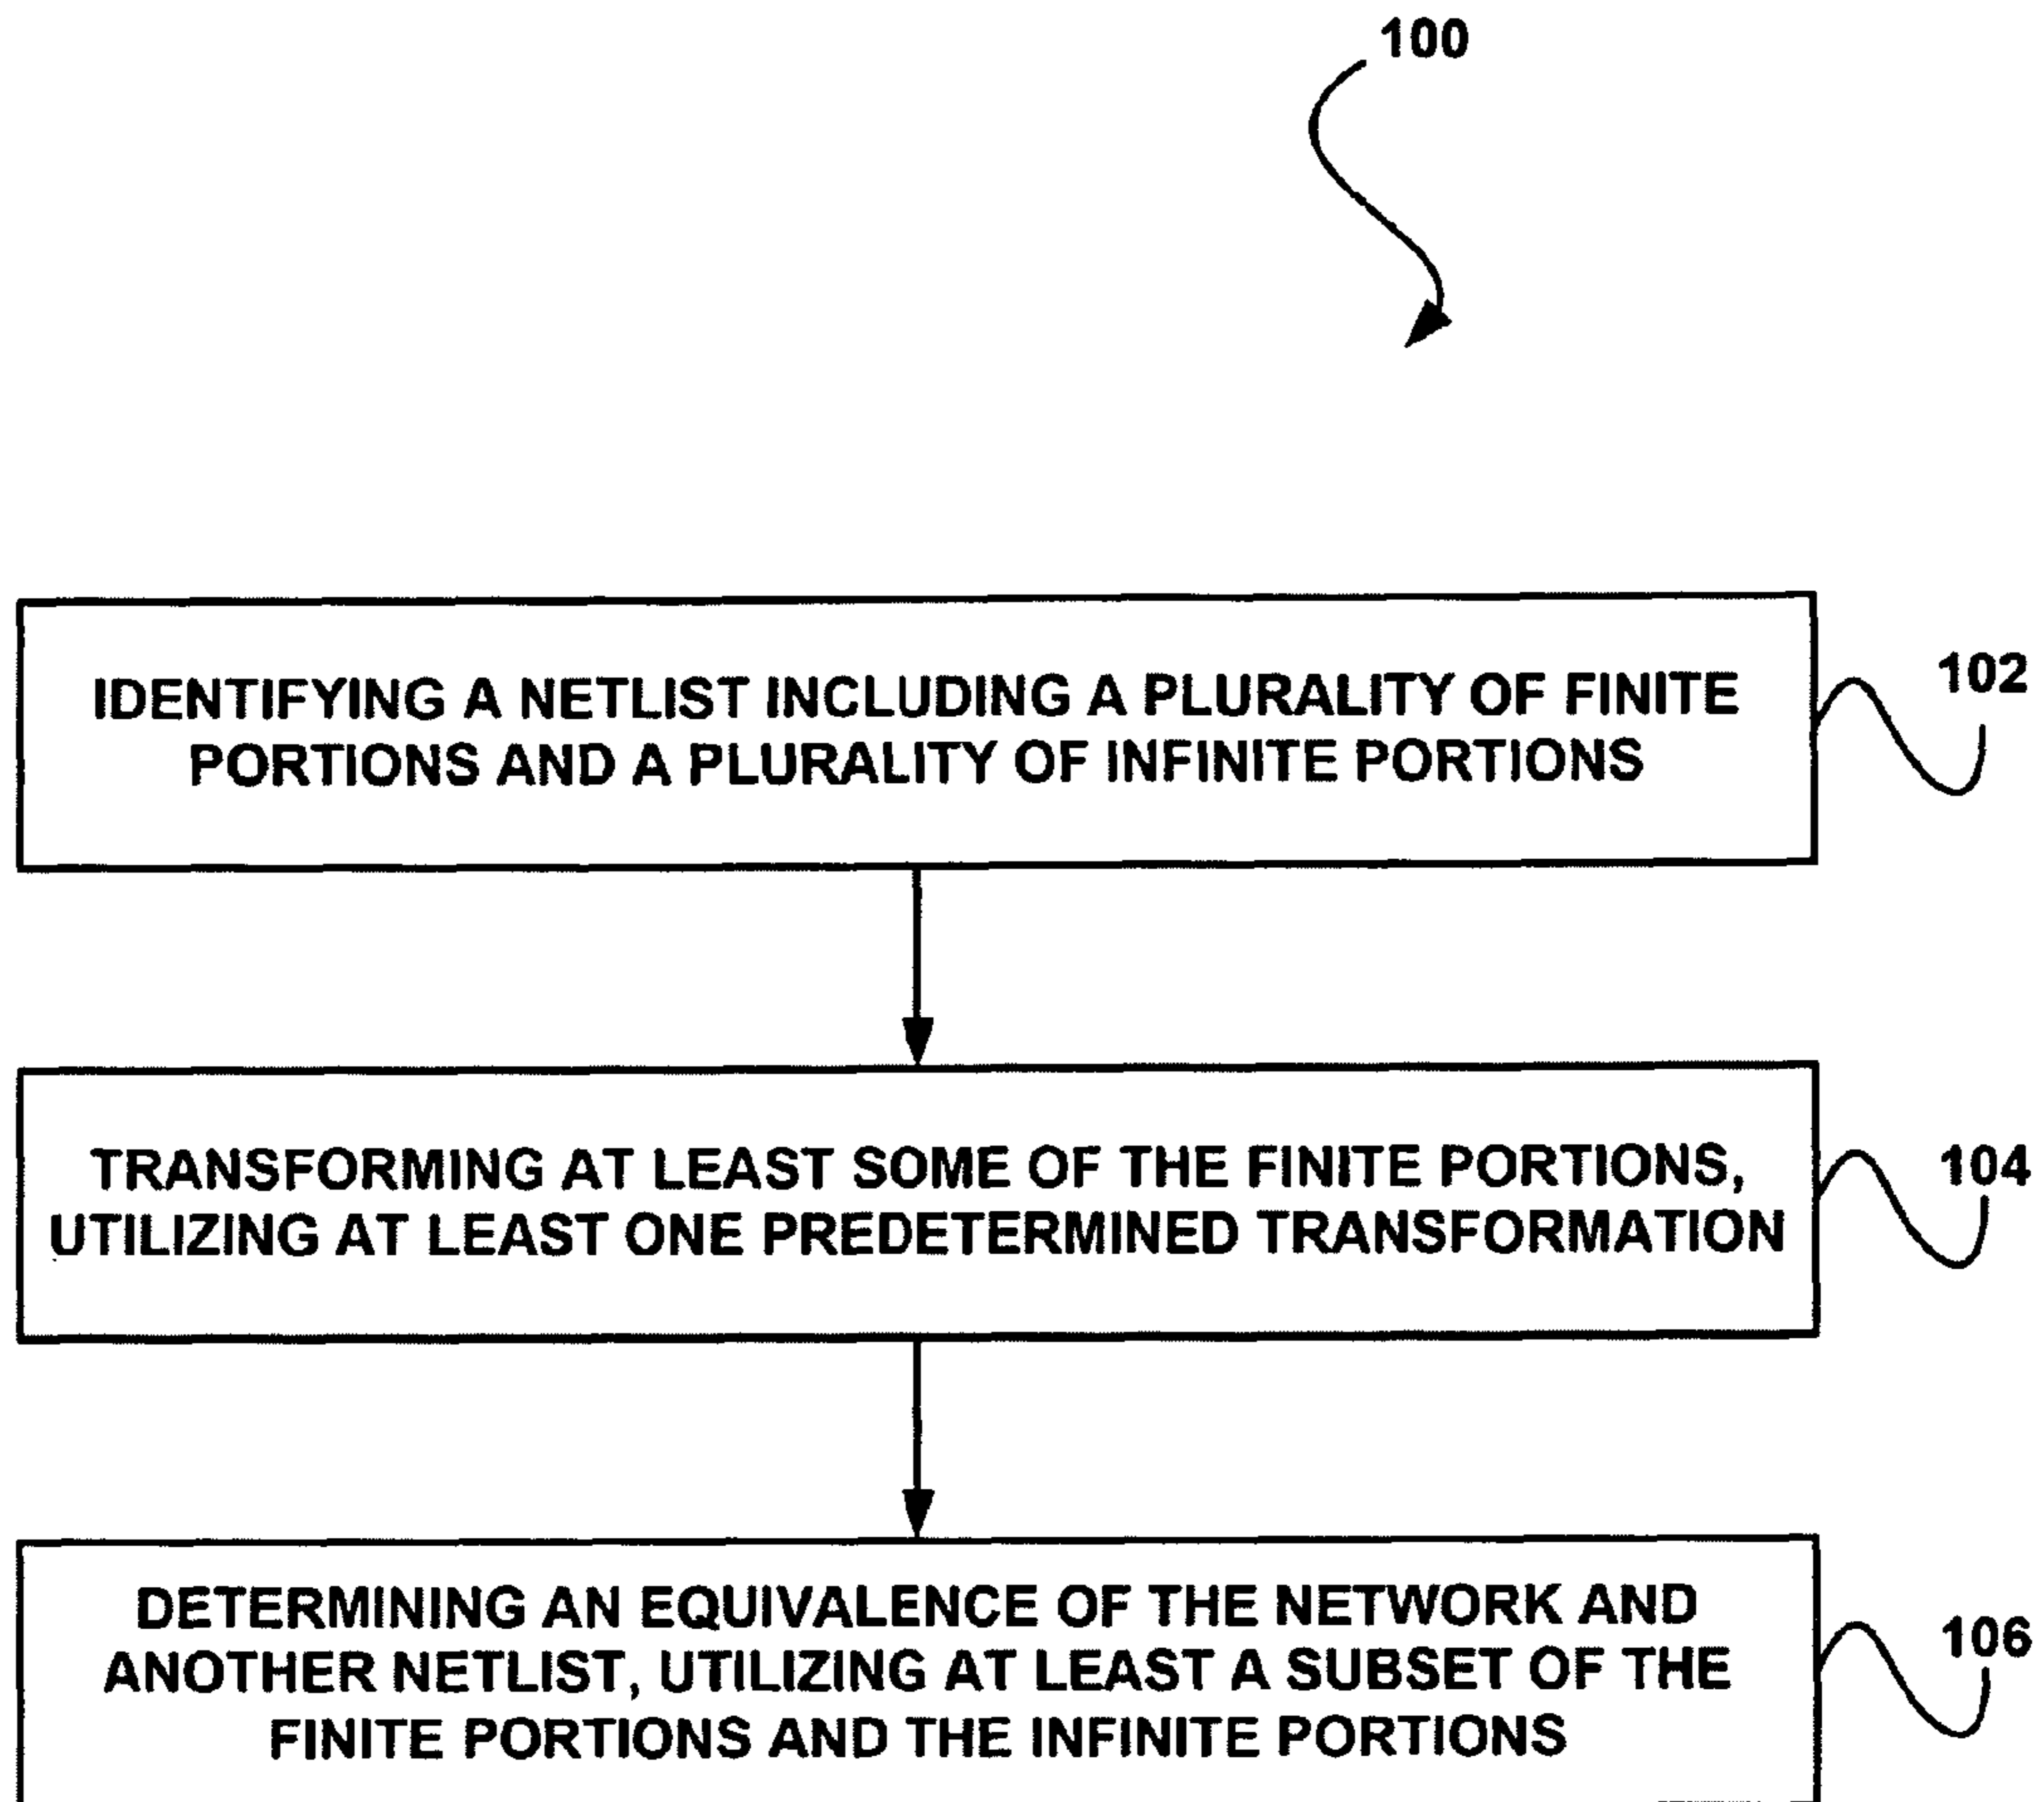 100
IDENTIFYING A NETLIST INCLUDING A PLURALITY OF FINITE
PORTIONS AND A PLURALITY OF INFINITE PORTIONS
102
TRANSFORMING AT LEAST SOME OF THE FINITE PORTIONS,
UTILIZING AT LEAST ONE PREDETERMINED TRANSFORMATION
104
DETERMINING AN EQUIVALENCE OF THE NETWORK AND
ANOTHER NETLIST, UTILIZING AT LEAST A SUBSET OF THE
FINITE PORTIONS AND THE INFINITE PORTIONS
106